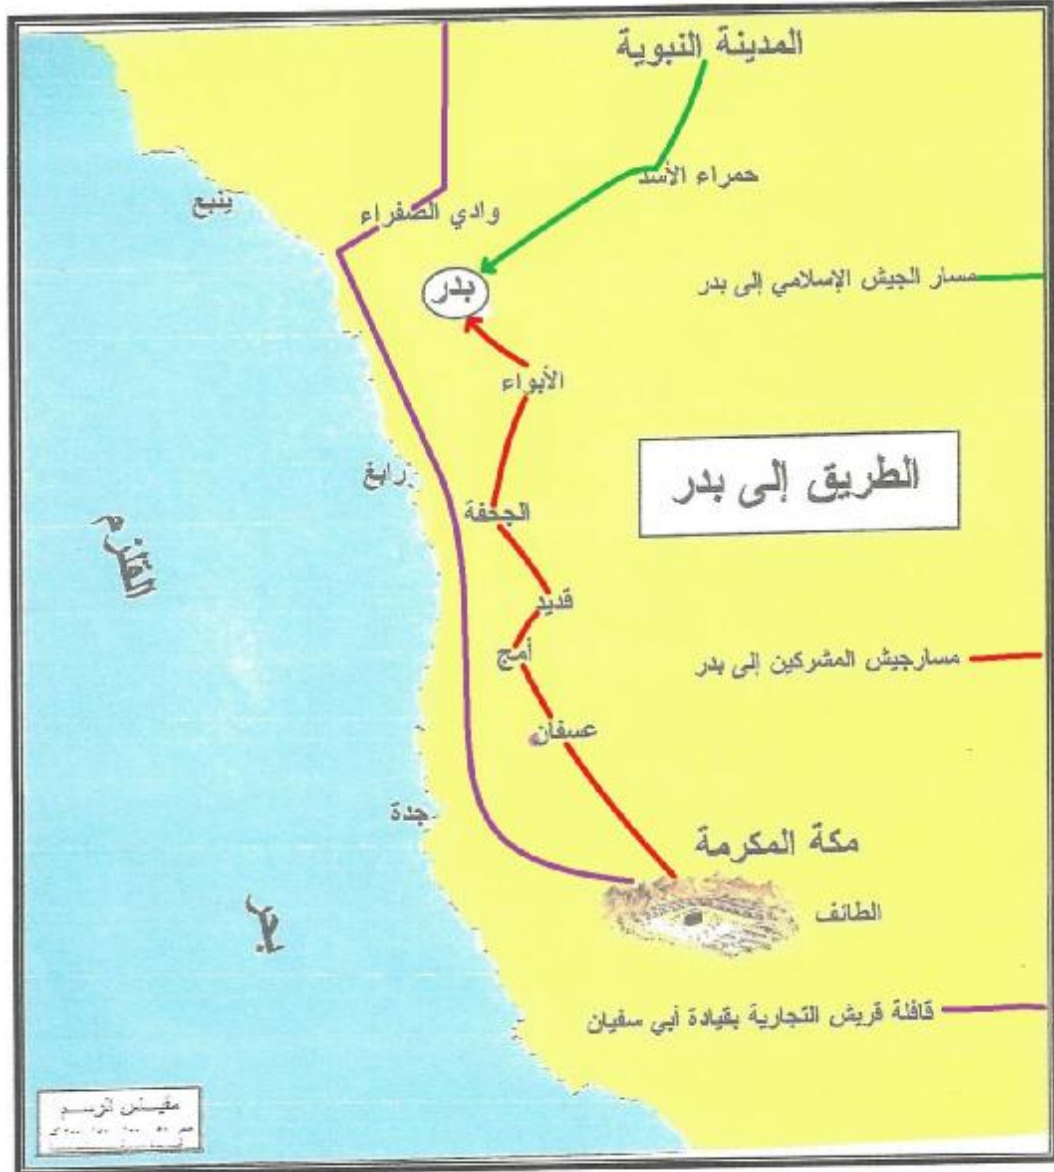 المدينة النبوية
حمراء الأسد
ينبع
وادي الصفراء
بدر
مسار الجيش الإسلامي إلى بدر
الأبواء
الطريق إلى بدر
رابغ
الجحفة
القلزم
قديد
أمج
مسارجيش المشركين إلى بدر
عسفان
جدة
مكة المكرمة
الطائف
بحر
قافلة قريش التجارية بقيادة أبي سفيان
مقياس الرسم